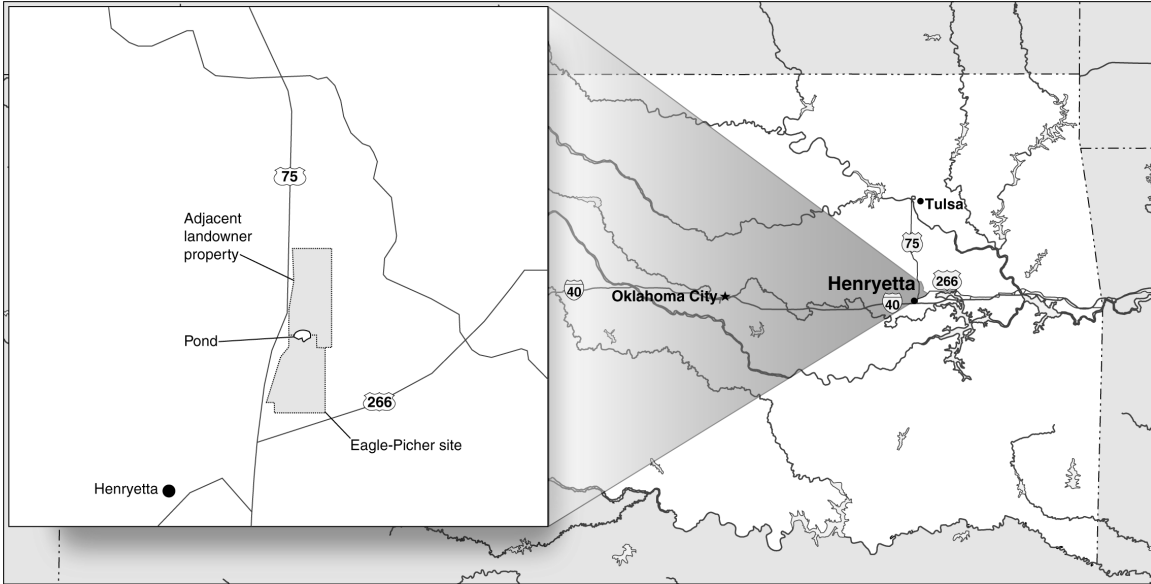 75
Adjacent
landowner
property
Pond
266
Eagle-Picher site
Henryetta
Tulsa
75
Henryetta
266
40
Oklahoma City
40